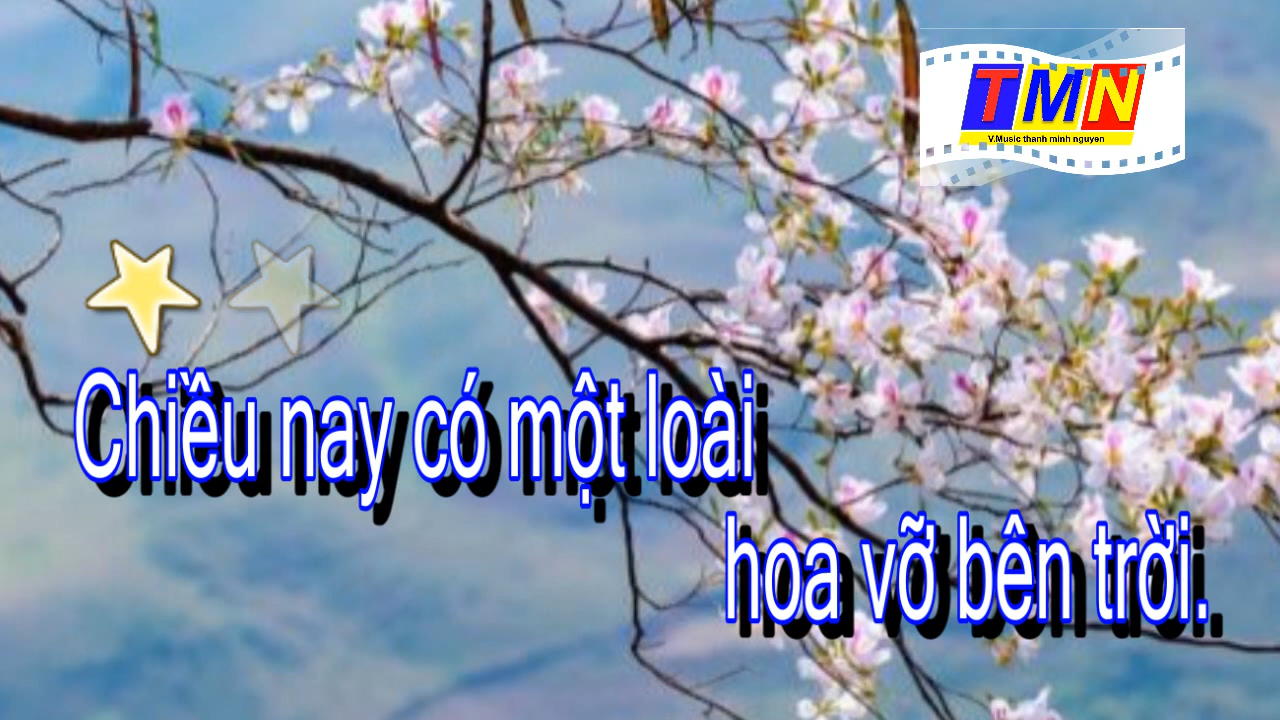 TMN
V.Music thanh minh nguyen
Chiều nay có một loài
hoa vỡ bên trời.